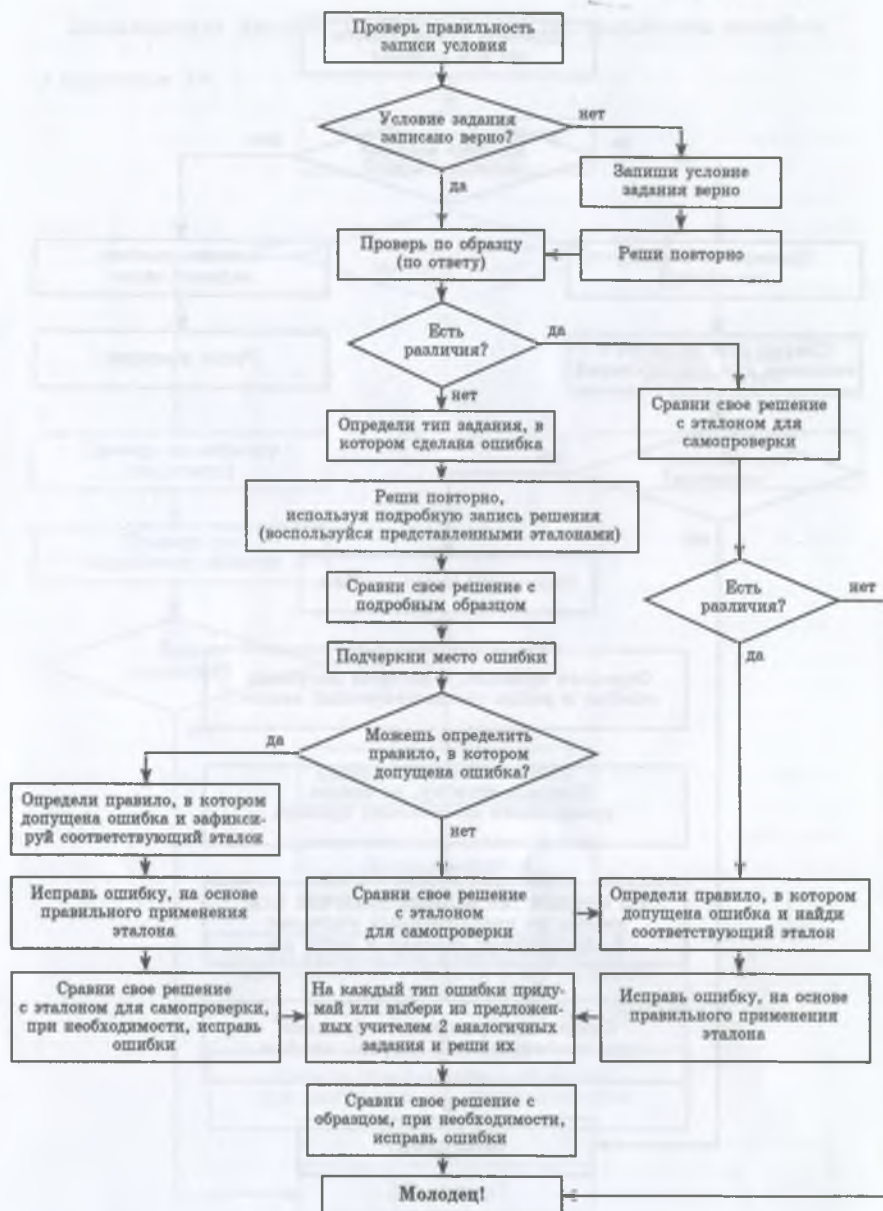 Проверь правильность
записи условия
Условие задания
записано верно?
нет
да
Запиши условие
задания верно
Проверь по образцу
(по ответу)
Реши повторно
Есть
различия?
да
нет
Определи тип задания, в
котором сделана ошибка
Сравни свое решение
с эталоном для
самопроверки
Реши повторно,
используя подробную запись решения
(воспользуйся представленными эталонами)
Сравни свое решение с
подробным образцом
Есть
различия?
нет
да
Подчеркни место ошибки
Можешь определить
правило, в котором
допущена ошибка?
да
нет
Определи правило, в котором
допущена ошибка и зафикси-
руй соответствующий эталон
Исправь ошибку, на основе
правильного применения
эталона
Сравни свое решение
с эталоном
для самопроверки
Определи правило, в котором
допущена ошибка и найди
соответствующий эталон
Сравни свое решение
с эталоном для самопроверки,
при необходимости, исправь
ошибки
На каждый тип ошибки приду-
май или выбери из предложен-
ных учителем 2 аналогичных
задания и реши их
Исправь ошибку, на основе
правильного применения
эталона
Сравни свое решение с
образцом, при необходимости,
исправь ошибки
Молодец!